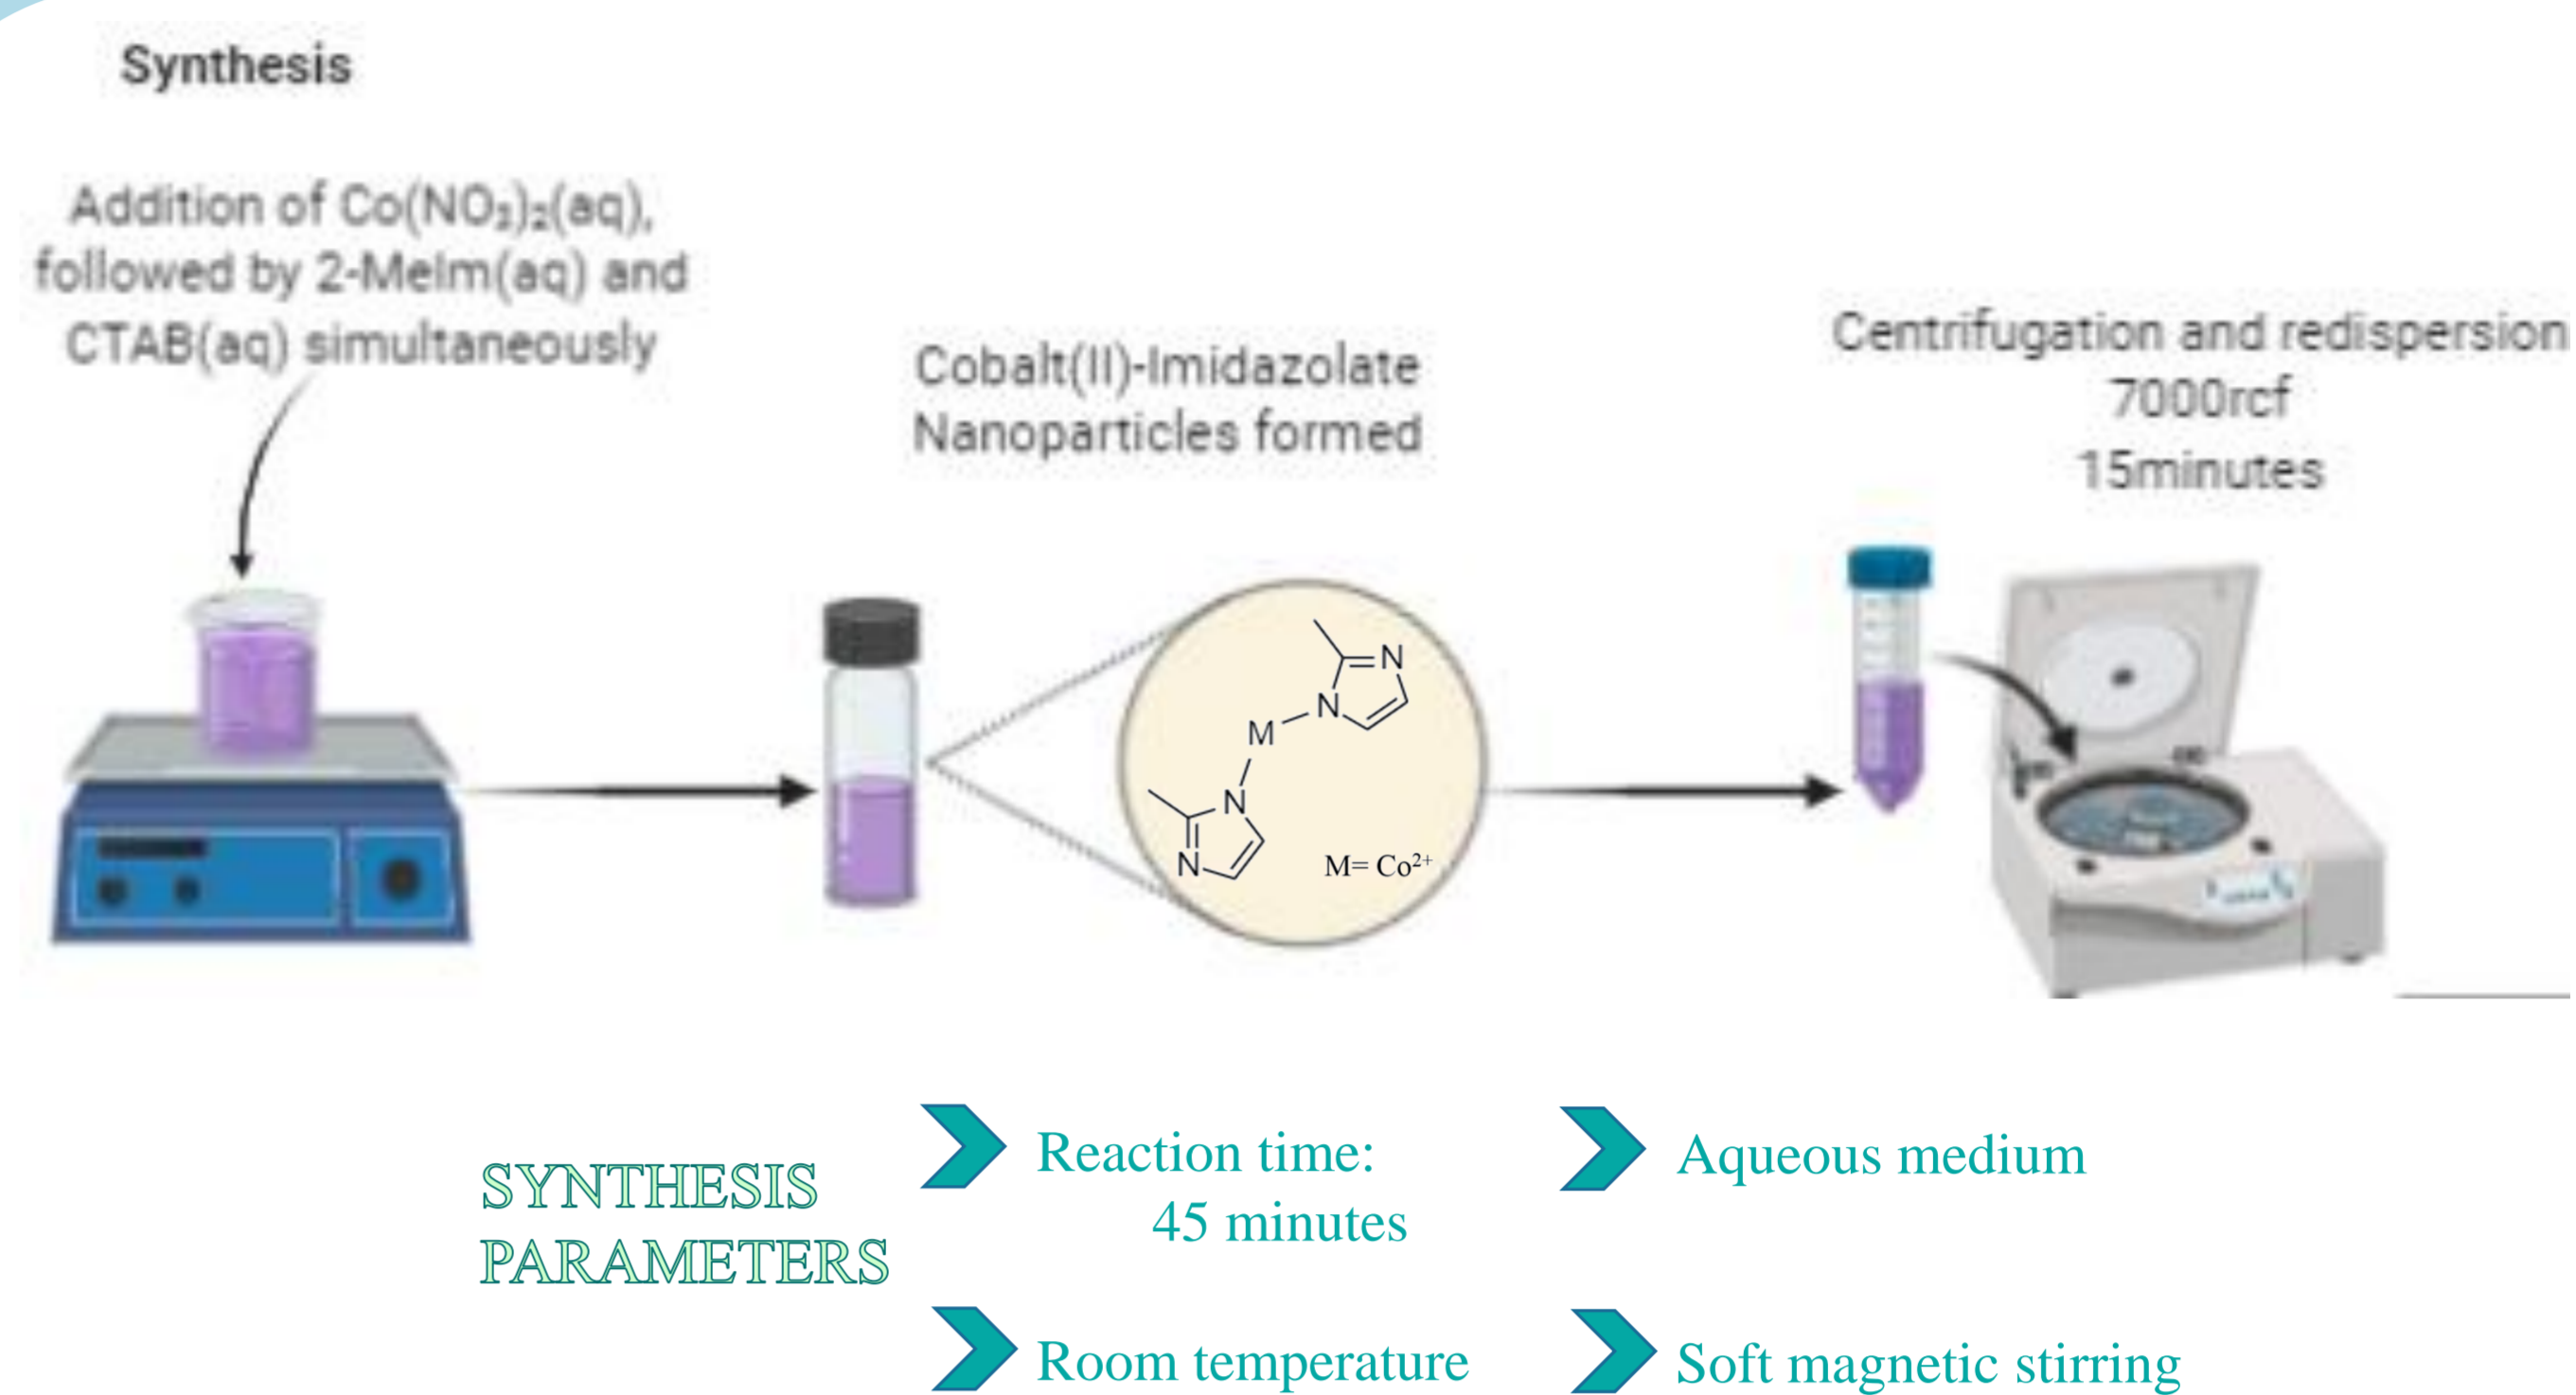 Synthesis
Addition of Co(NO₃)₂(aq),
followed by 2-MeIm(aq) and
CTAB(aq) simultaneously
Cobalt(II)-Imidazolate
Nanoparticles formed
Centrifugation and redispersion
7000rcf
15minutes
N
N
M
N
N
M= Co²⁺
SYNTHESIS
PARAMETERS
Reaction time:
45 minutes
Aqueous medium
Room temperature
Soft magnetic stirring